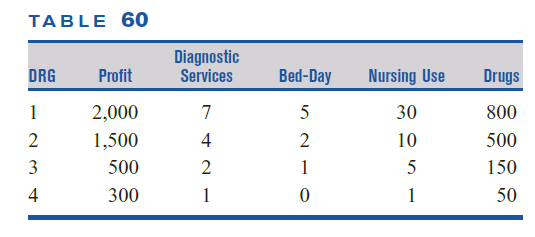 TABLE 60
DRG Profit Diagnostic Services Bed-Day Nursing Use Drugs
1 2,000 7 5 30 800
2 1,500 4 2 10 500
3 500 2 1 5 150
4 300 1 0 1 50